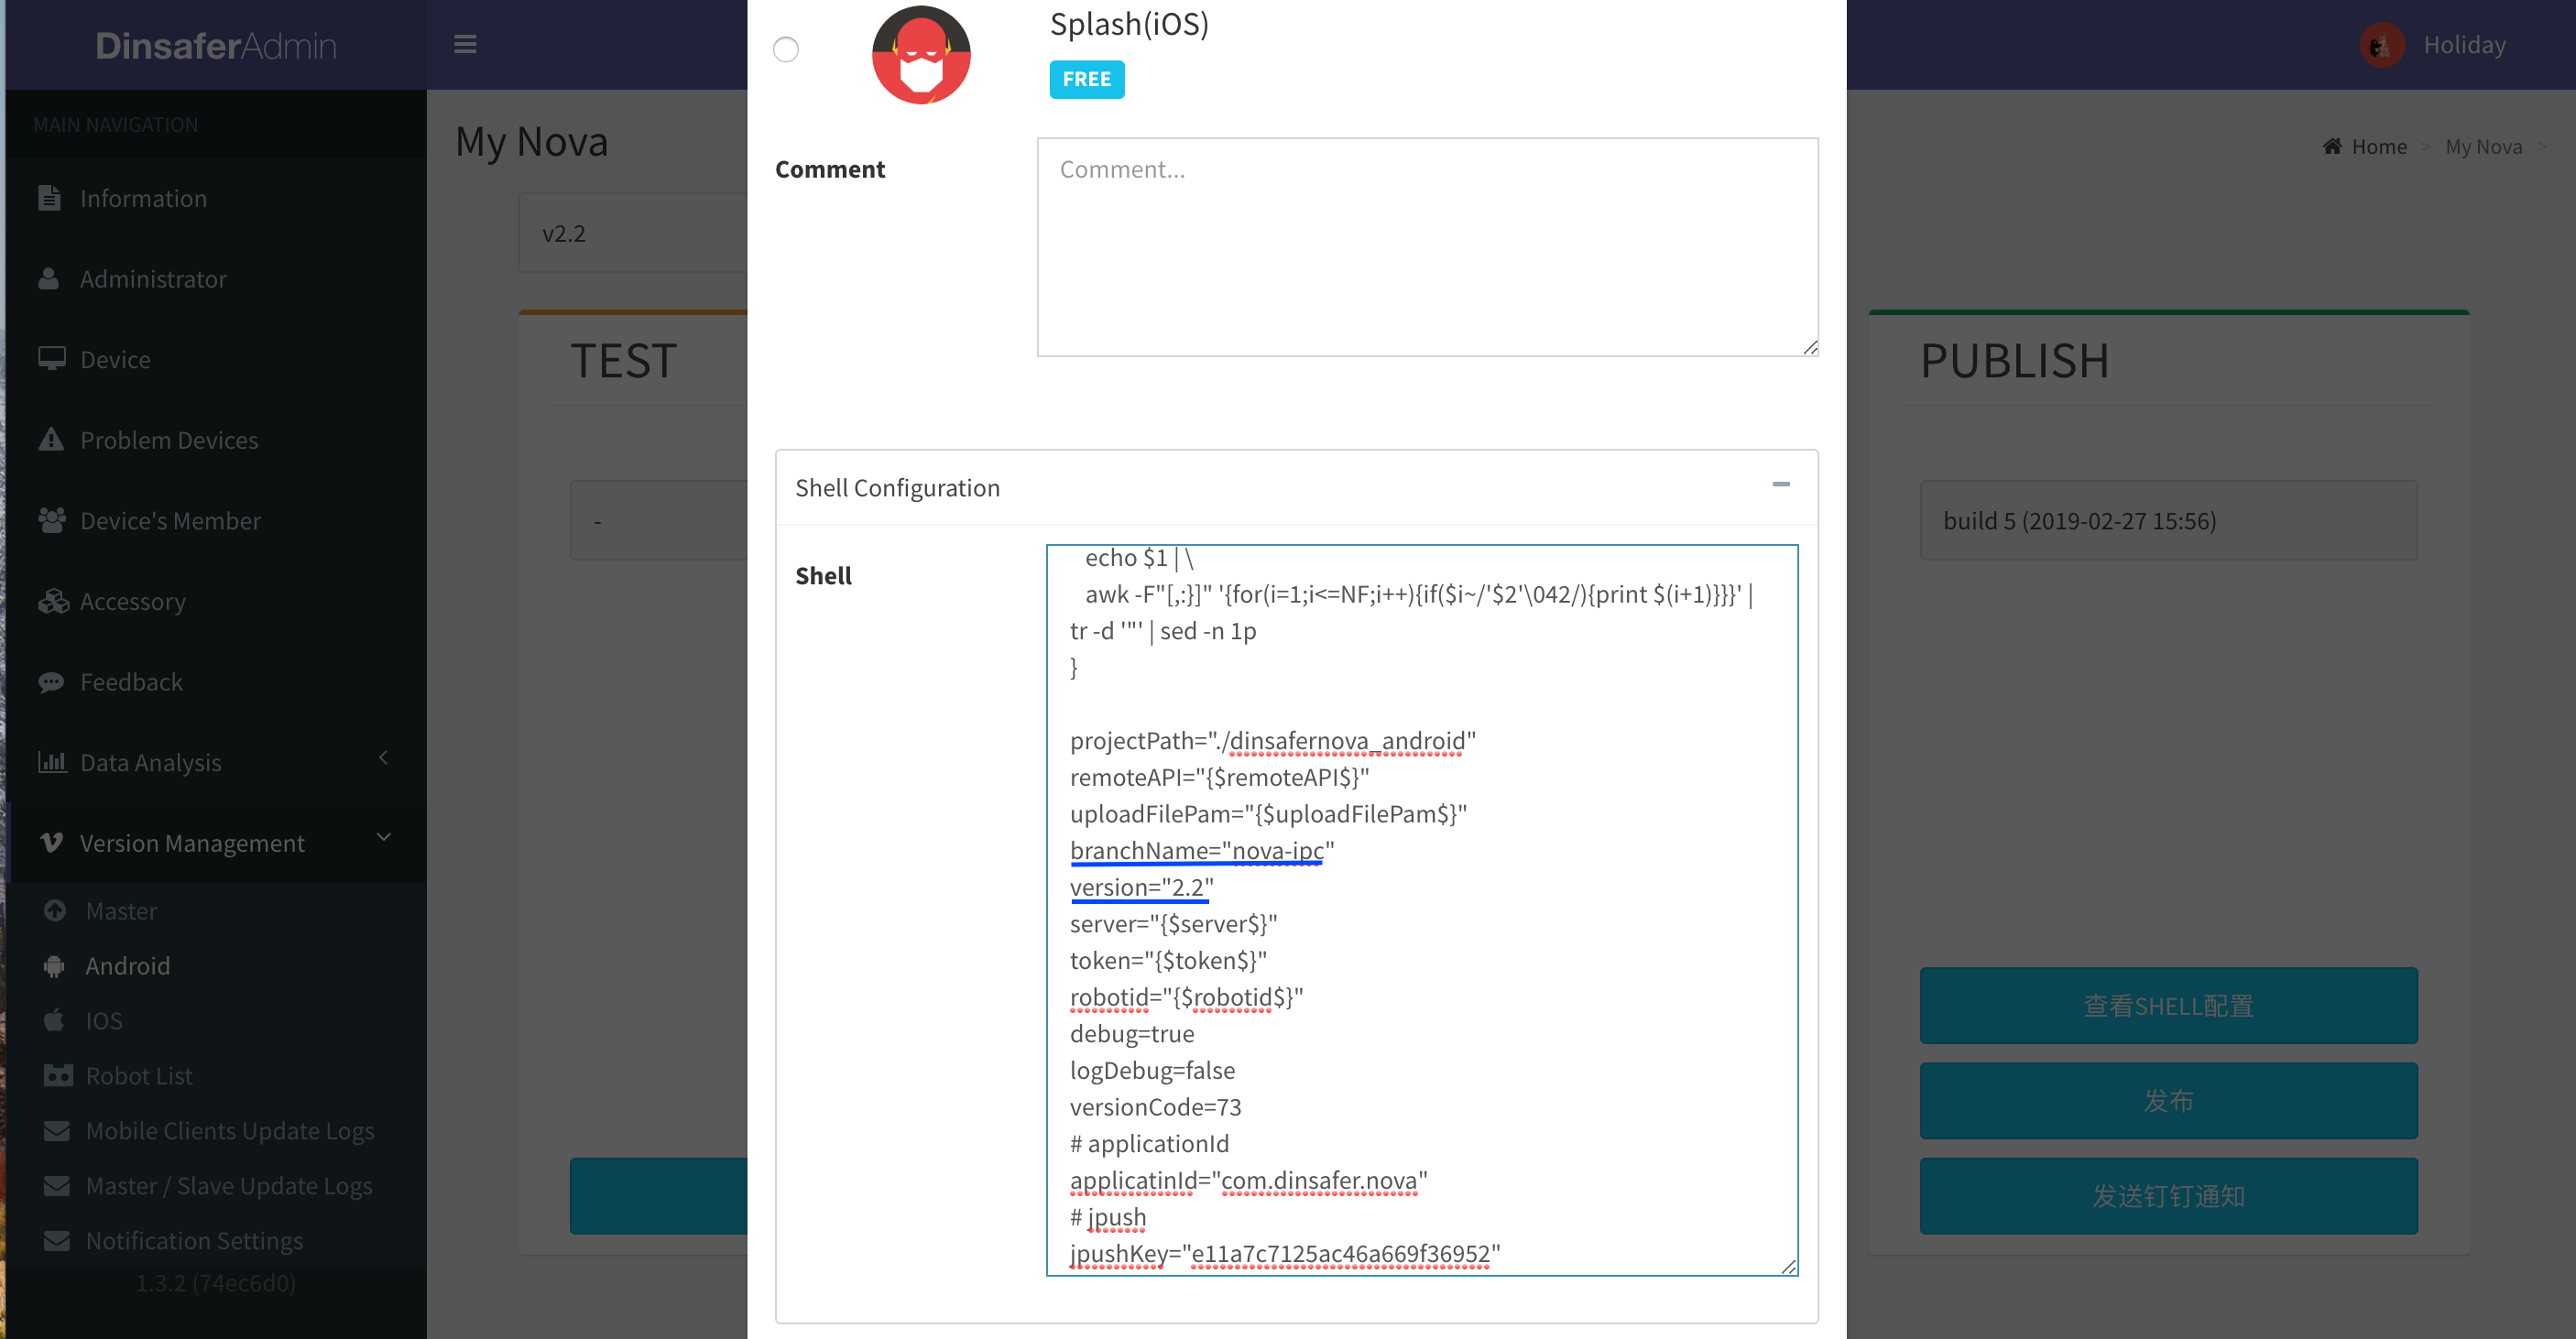 DinsaferAdmin
Holiday
MAIN NAVIGATION
Information
Administrator
Device
Problem Devices
Device's Member
Accessory
Feedback
Data Analysis
Version Management
Master
Android
IOS
Robot List
Mobile Clients Update Logs
Master / Slave Update Logs
Notification Settings
1.3.2 (74ec6d0)
My Nova
v2.2
TEST
-
Splash(iOS)
FREE
Comment
Comment...
Shell Configuration
Shell
echo $1 | \
awk -F"[,:}]" '{for(i=1;i<=NF;i++){if($i~/'$2'\042/){print $(i+1)}}}' |
tr -d '"' | sed -n 1p
}
projectPath="./dinsafernova_android"
remoteAPI="{$remoteAPI$}"
uploadFilePam="{$uploadFilePam$}"
branchName="nova-ipc"
version="2.2"
server="{$server$}"
token="{$token$}"
robotid="{$robotid$}"
debug=true
logDebug=false
versionCode=73
# applicationId
applicatinId="com.dinsafer.nova"
# jpush
jpushKey="e11a7c7125ac46a669f36952"
Home > My Nova >
PUBLISH
build 5 (2019-02-27 15:56)
查看SHELL配置
发布
发送钉钉通知